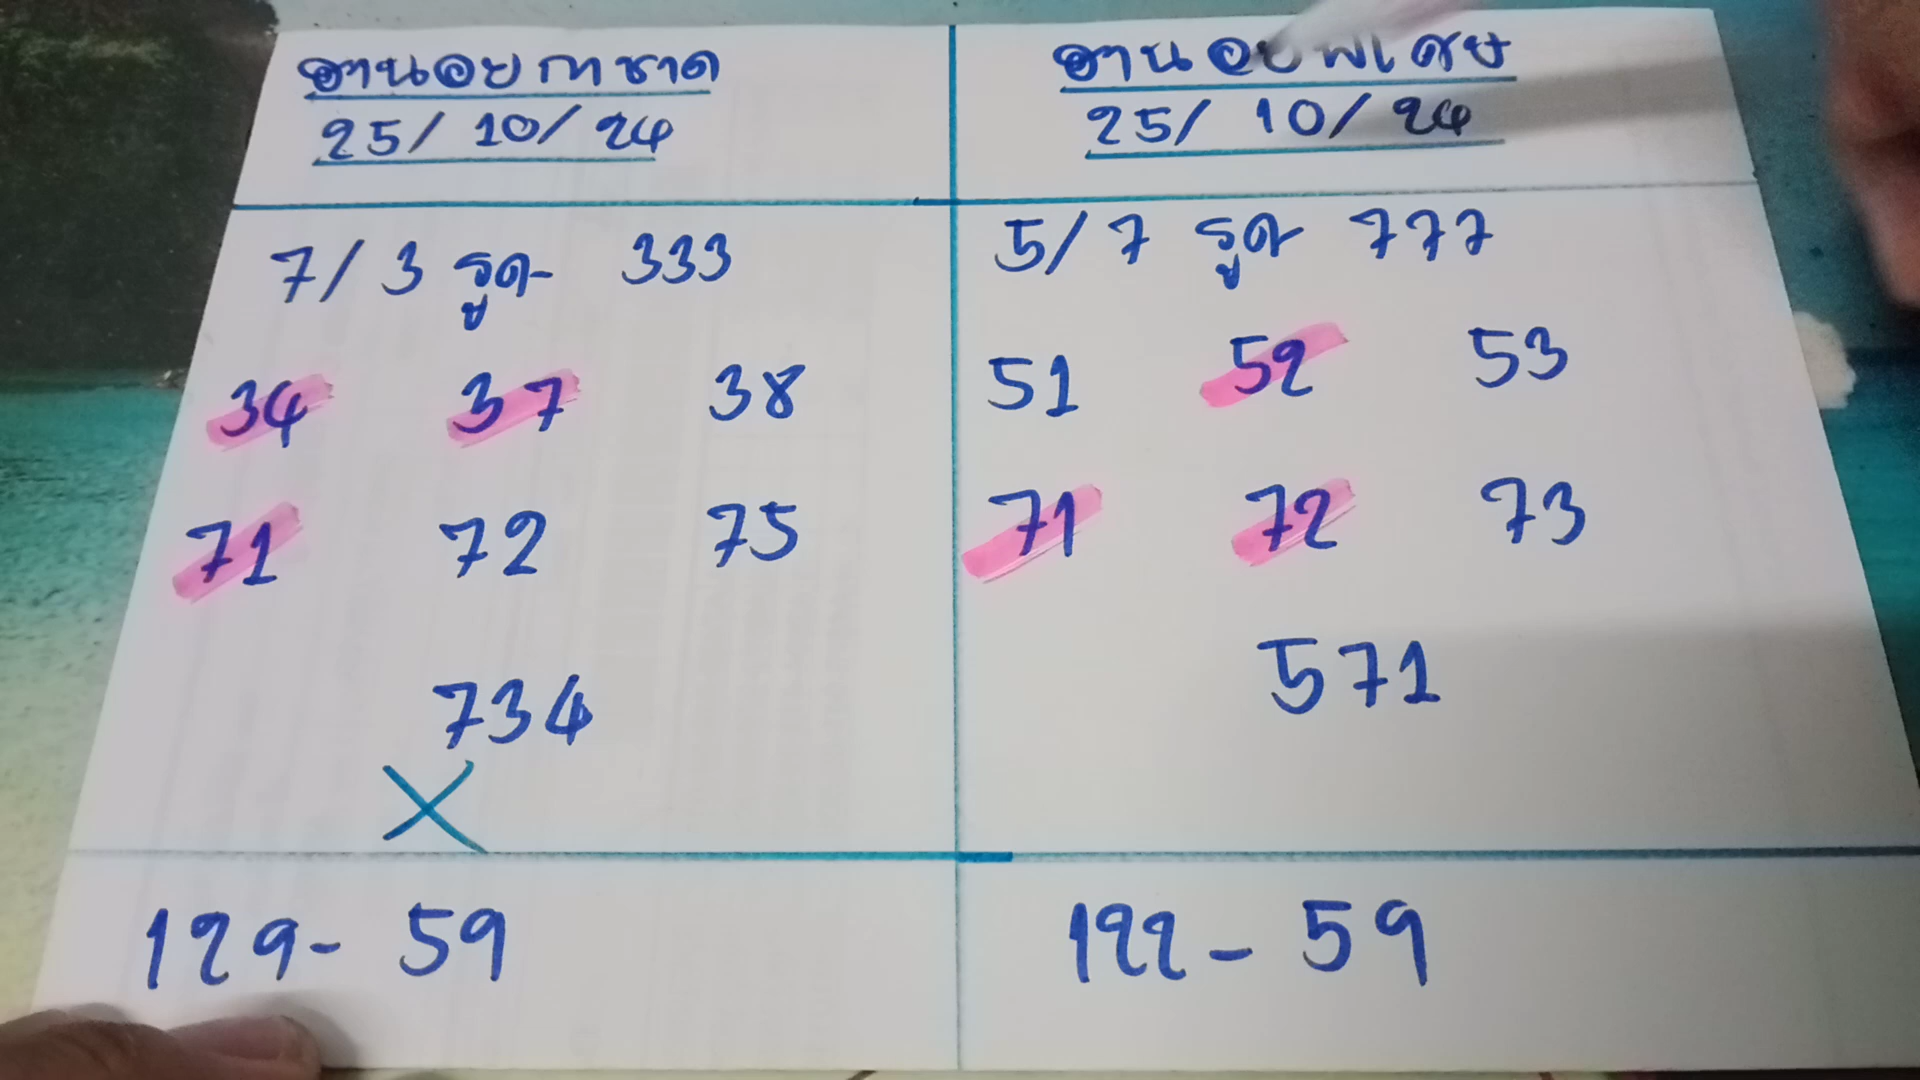 ฮานอยกาชาด
25/10/24
7/3 รูด 333
34 37 38
71 72 75
734
X
129- 59
ฮานอยพิเศษ
25/10/24
5/7 รูด 777
51 52 53
71 72 73
571
122- 59